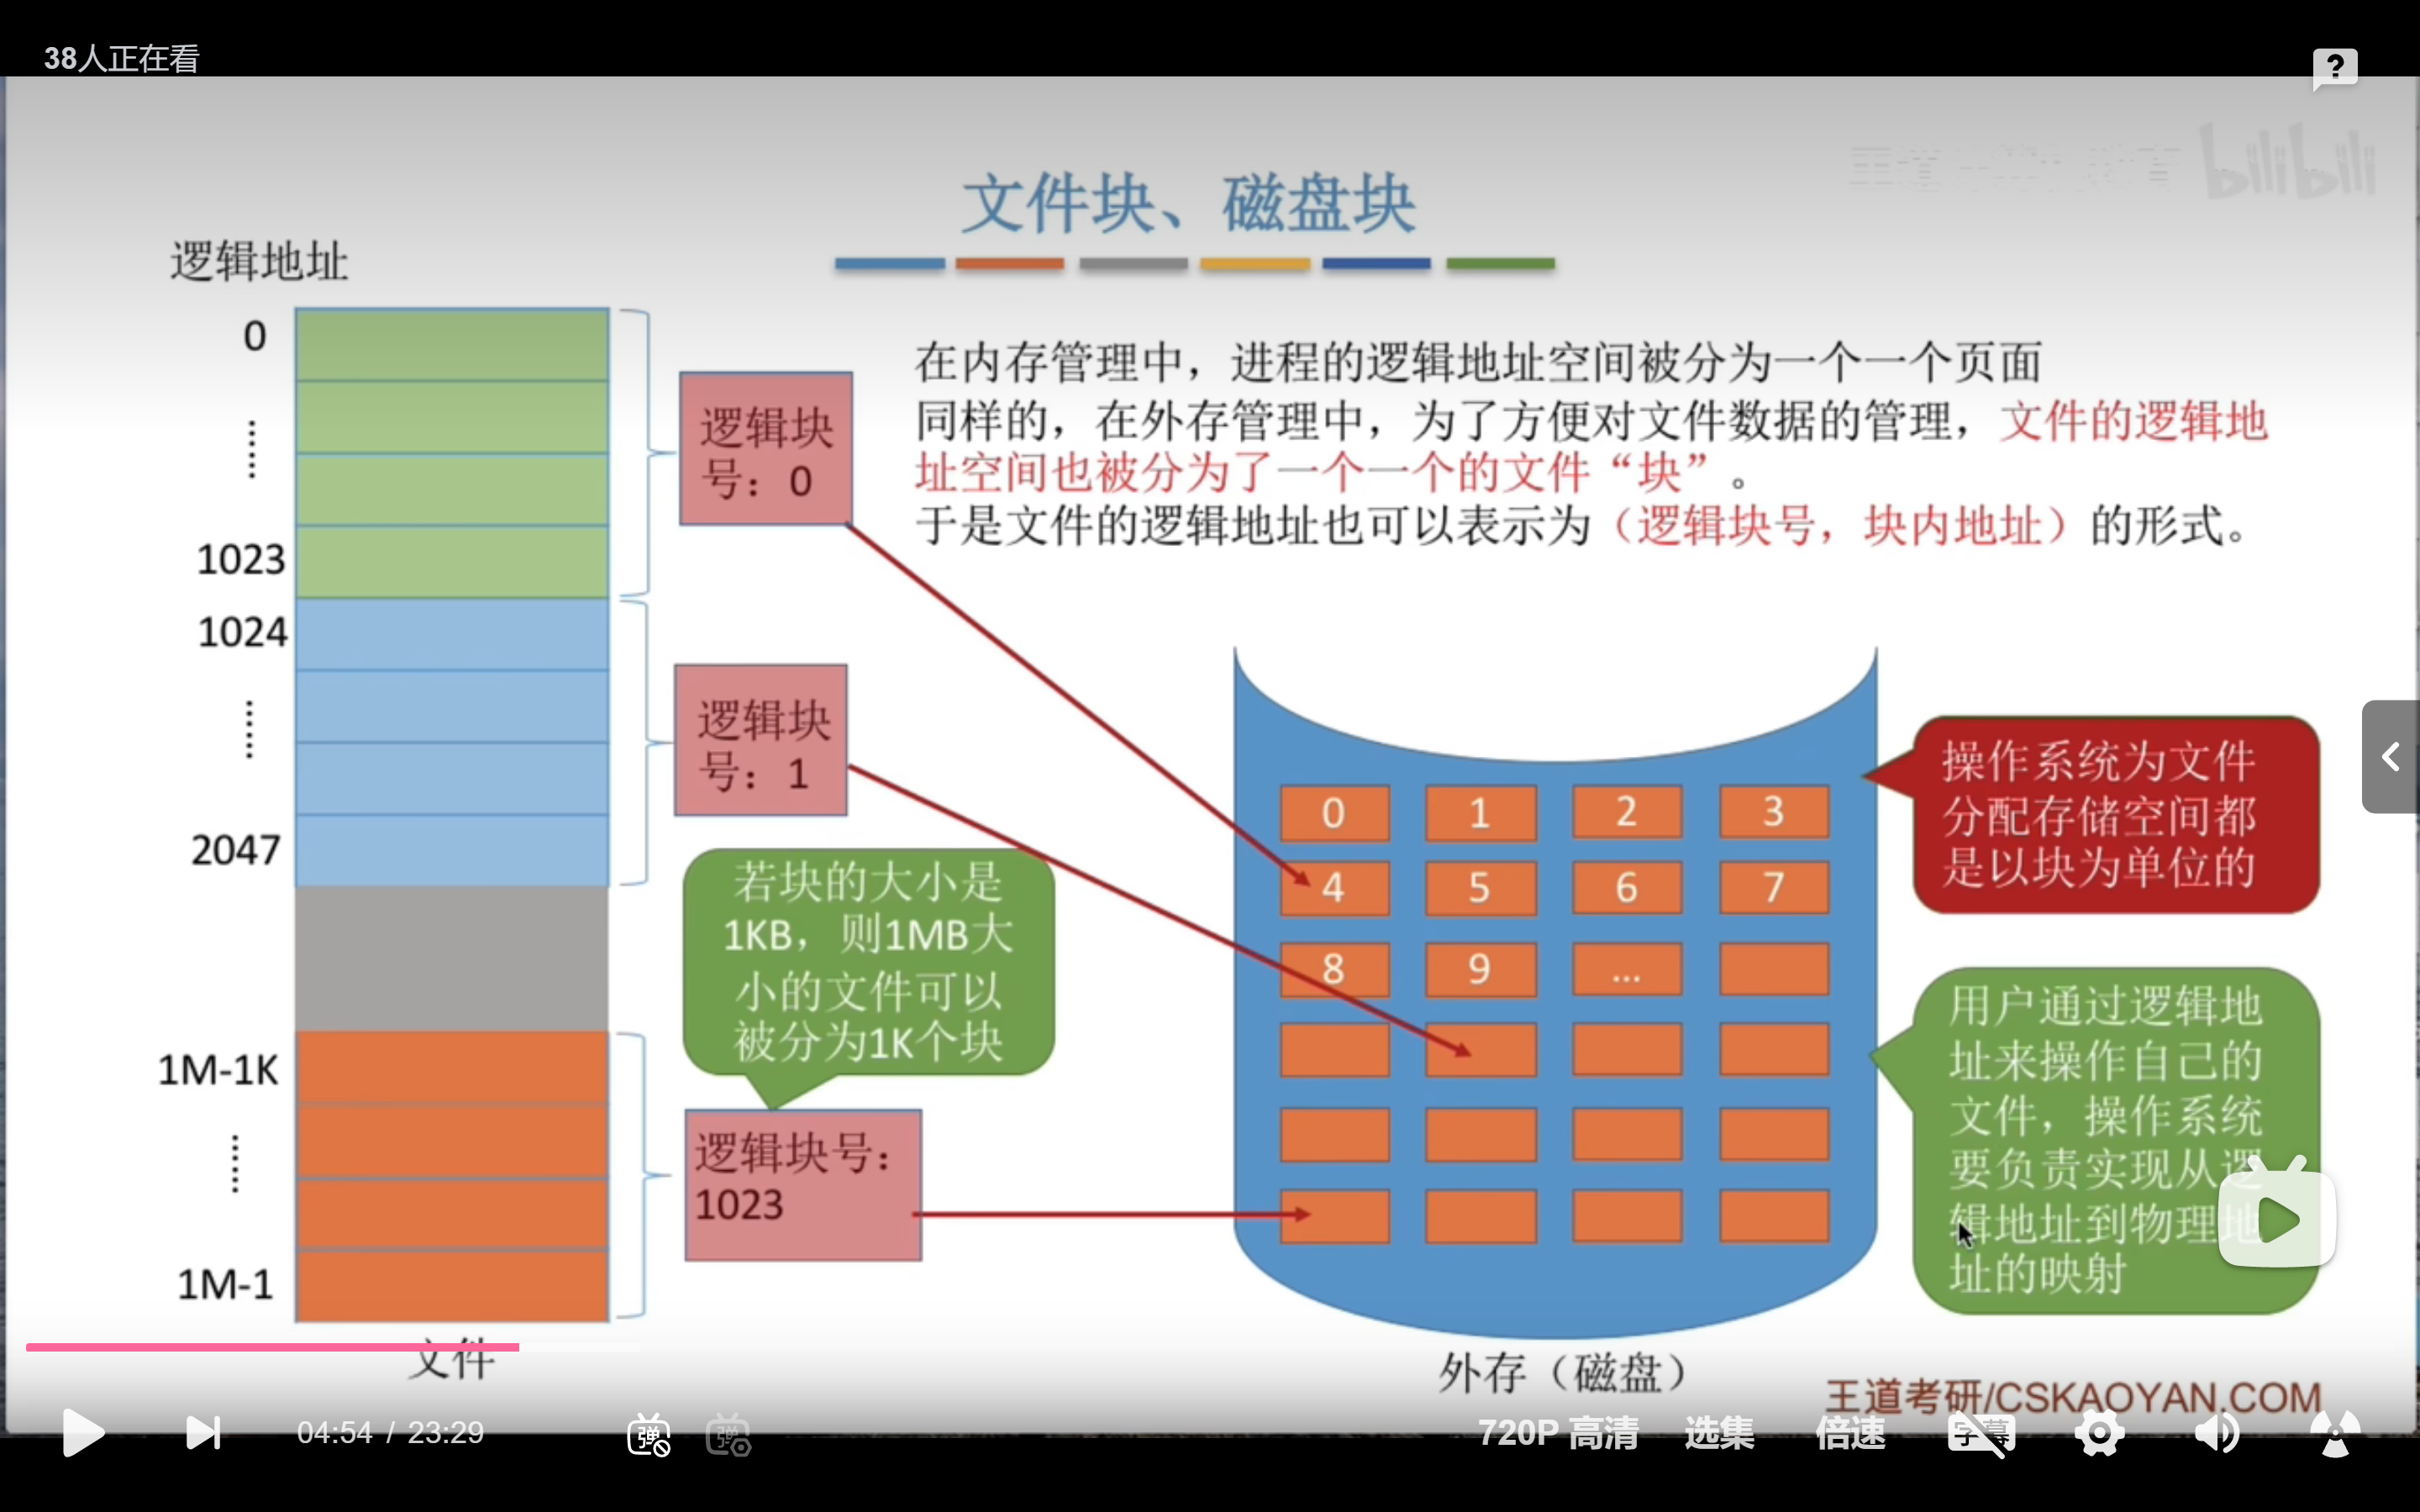 38人正在看
?
bilibili
文件块、磁盘块
逻辑地址
0
……
1023
1024
……
2047
1M-1K
……
1M-1
文件
逻辑块
号：0
逻辑块
号：1
若块的大小是
1KB，则1MB大
小的文件可以
被分为1K个块
逻辑块号：
1023
在内存管理中，进程的逻辑地址空间被分为一个一个页面
同样的，在外存管理中，为了方便对文件数据的管理，文件的逻辑地
址空间也被分为了一个一个的文件“块”。
于是文件的逻辑地址也可以表示为（逻辑块号，块内地址）的形式。
0 1 2 3
4 5 6 7
8 9 ...
外存（磁盘）
操作系统为文件
分配存储空间都
是以块为单位的
用户通过逻辑地
址来操作自己的
文件，操作系统
要负责实现从逻
辑地址到物理地
址的映射
王道考研/CSKAOYAN.COM
04:54 / 23:29
弹
弹
720P 高清
选集
倍速
字幕